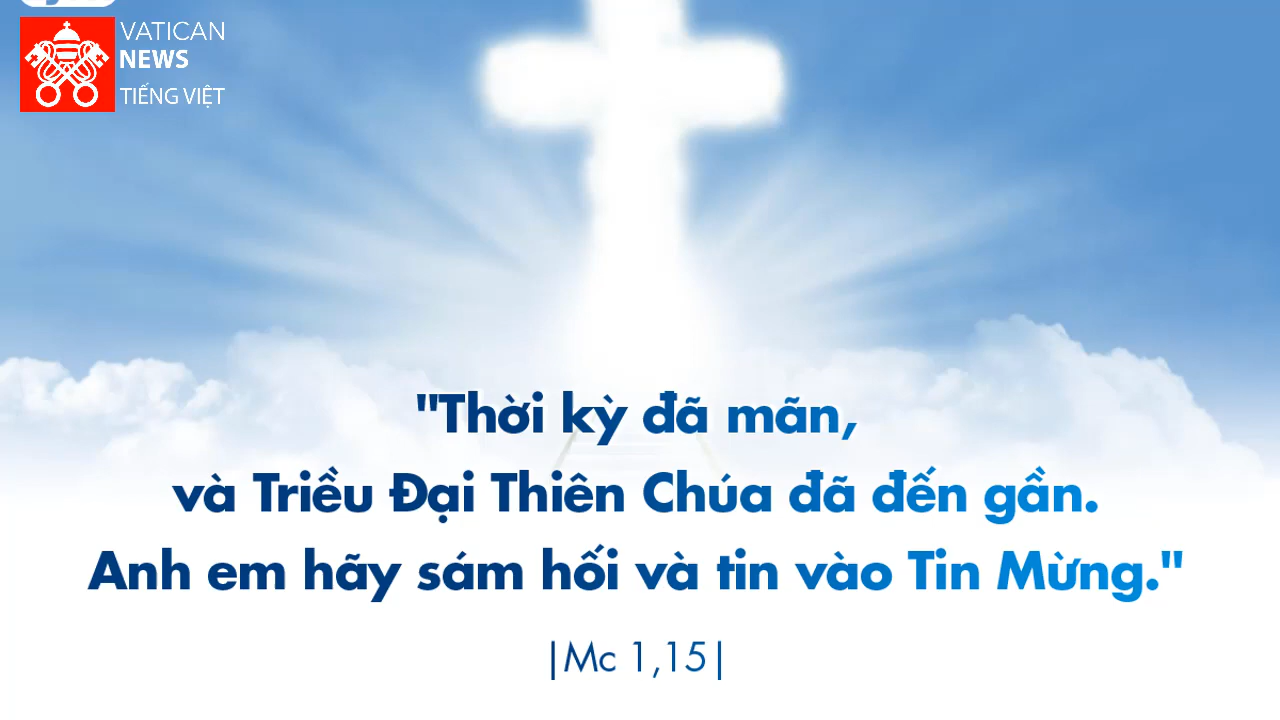 VATICAN
NEWS
TIẾNG VIỆT
"Thời kỳ đã mãn,
và Triều Đại Thiên Chúa đã đến gần.
Anh em hãy sám hối và tin vào Tin Mừng."
|Mc 1,15|